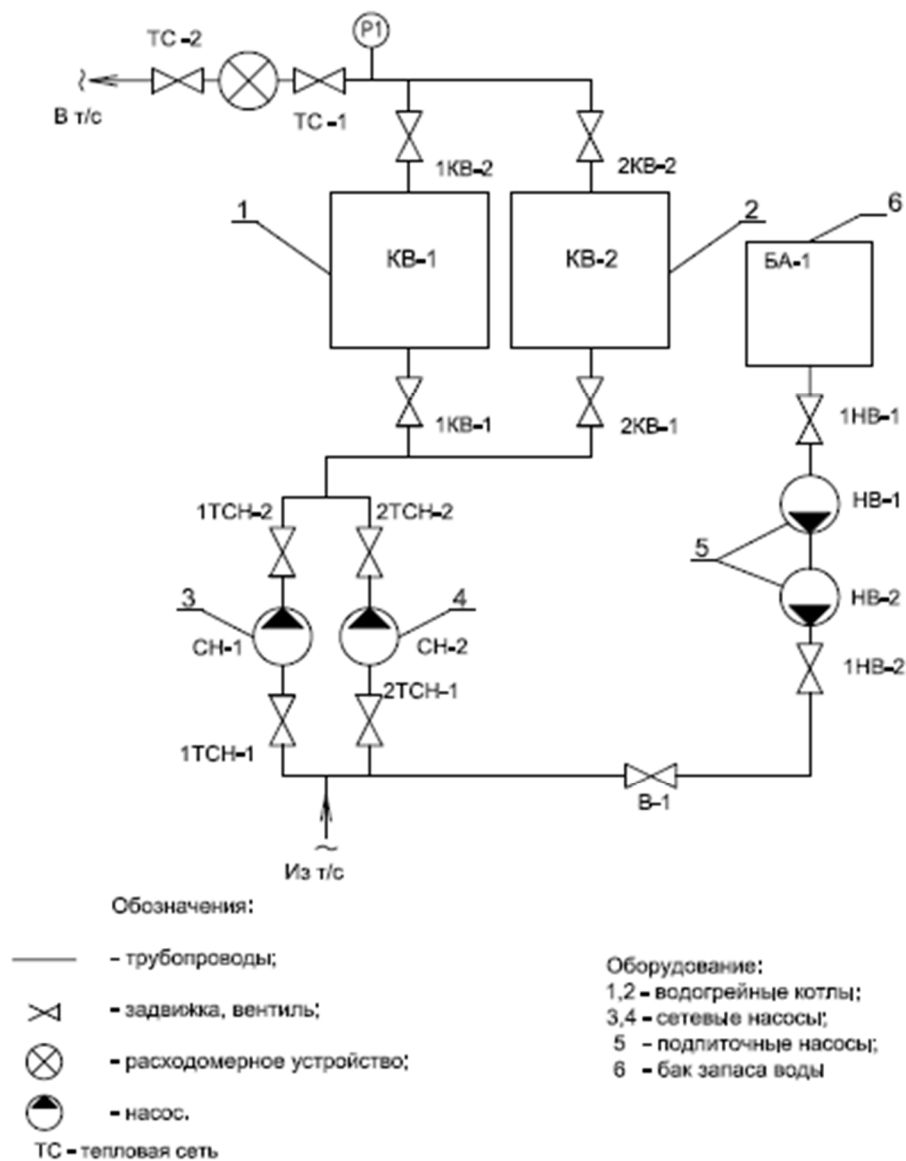 P1
ТС-2
В т/с
ТС-1
1КВ-2
2КВ-2
1
2
6
КВ-1
КВ-2
БА-1
1КВ-1
2КВ-1
1НВ-1
1ТСН-2
2ТСН-2
НВ-1
5
3
4
НВ-2
СН-1
СН-2
1НВ-2
2ТСН-1
1ТСН-1
В-1
Из т/с
Обозначения:
- трубопроводы;
- задвижка, вентиль;
- расходомерное устройство;
- насос.
ТС - тепловая сеть
Оборудование:
1,2 - водогрейные котлы;
3,4 - сетевые насосы;
5 - подпиточные насосы;
6 - бак запаса воды